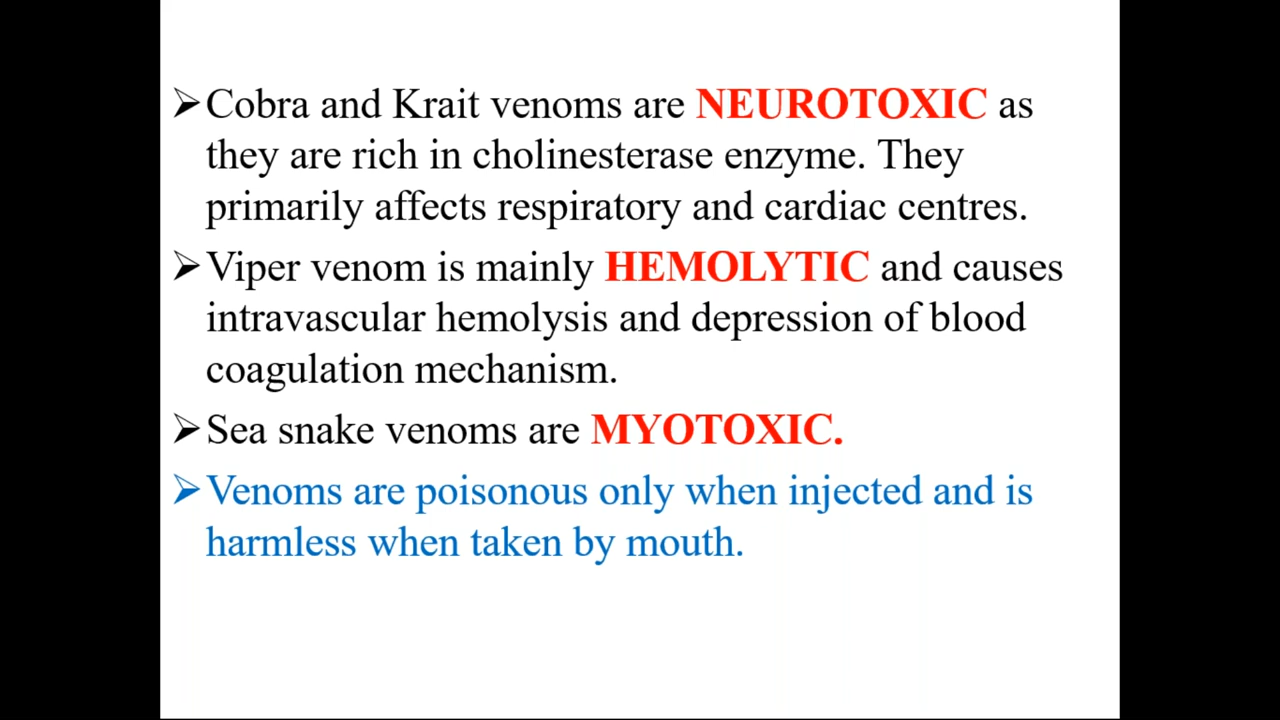 ➢Cobra and Krait venoms are NEUROTOXIC as
they are rich in cholinesterase enzyme. They
primarily affects respiratory and cardiac centres.
➢Viper venom is mainly HEMOLYTIC and causes
intravascular hemolysis and depression of blood
coagulation mechanism.
➢Sea snake venoms are MYOTOXIC.
➢Venoms are poisonous only when injected and is
harmless when taken by mouth.